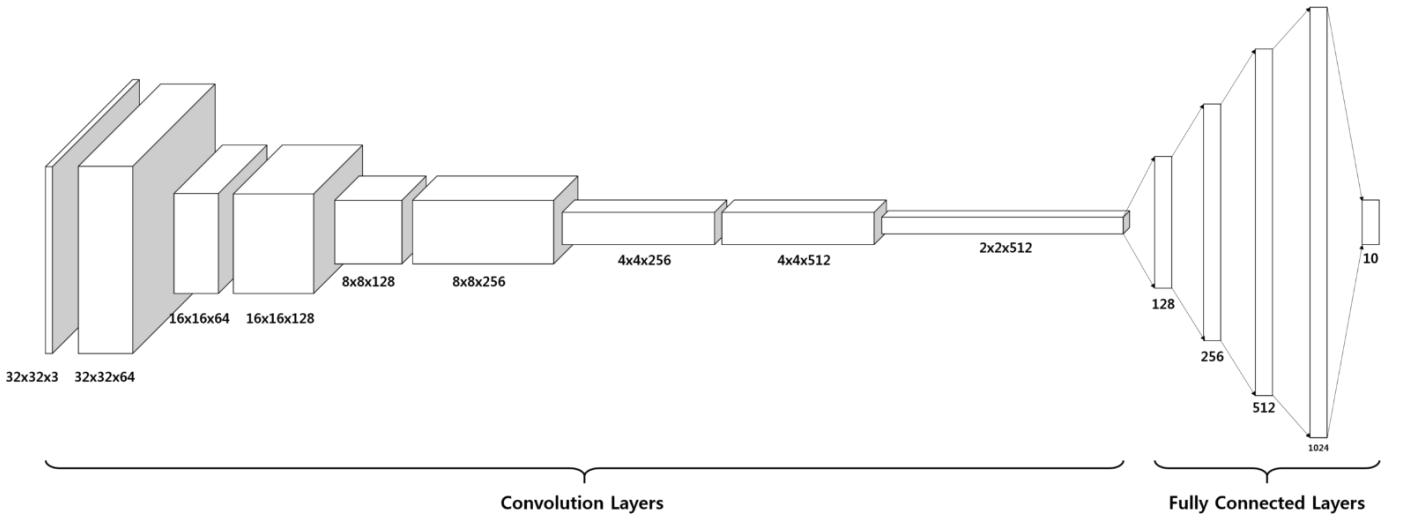 32x32x3
32x32x64
16x16x64
16x16x128
8x8x128
8x8x256
4x4x256
4x4x512
2x2x512
128
256
512
1024
10
Convolution Layers
Fully Connected Layers